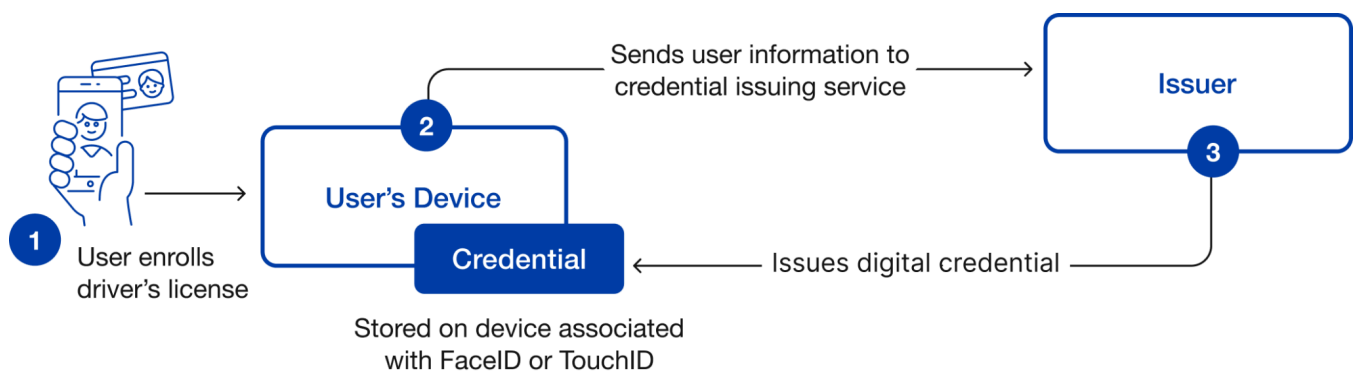 1
User enrolls
driver's license
2
User's Device
Credential
Stored on device associated
with FaceID or TouchID
Sends user information to
credential issuing service
Issuer
3
Issues digital credential